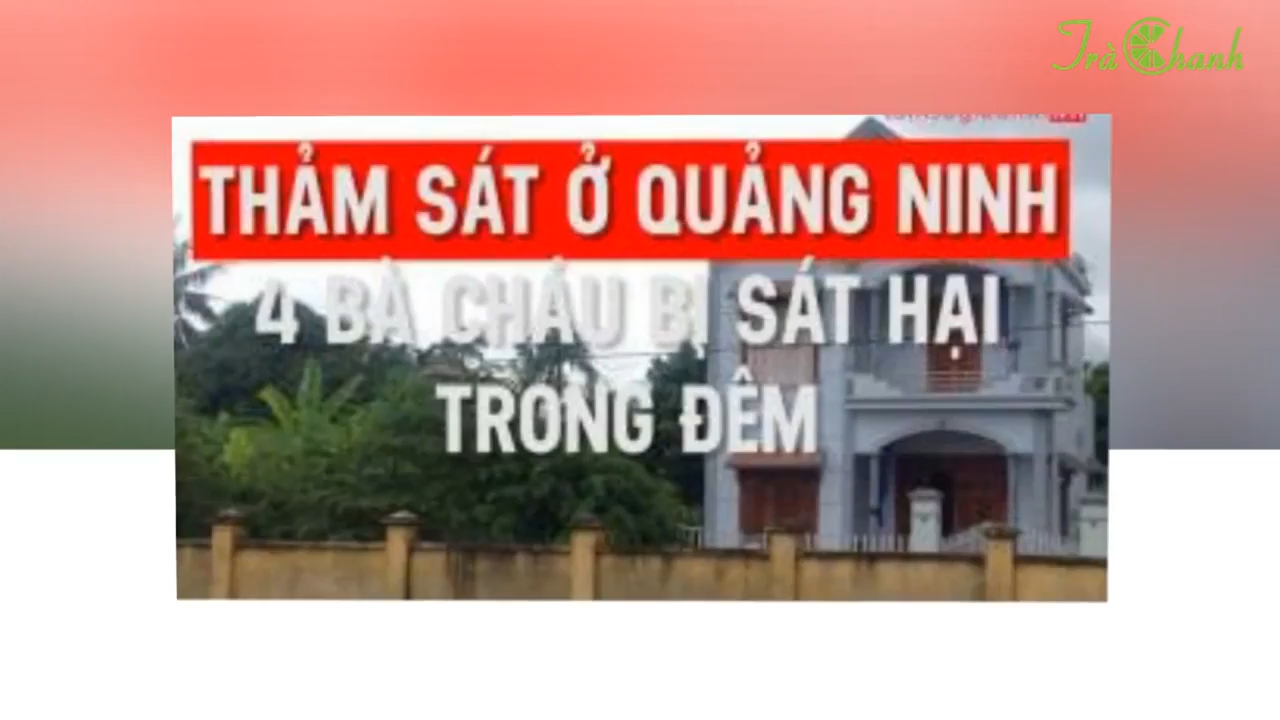 Trà Chanh
THẢM SÁT Ở QUẢNG NINH
4 BÀ CHÁU BỊ SÁT HẠI
TRONG ĐÊM